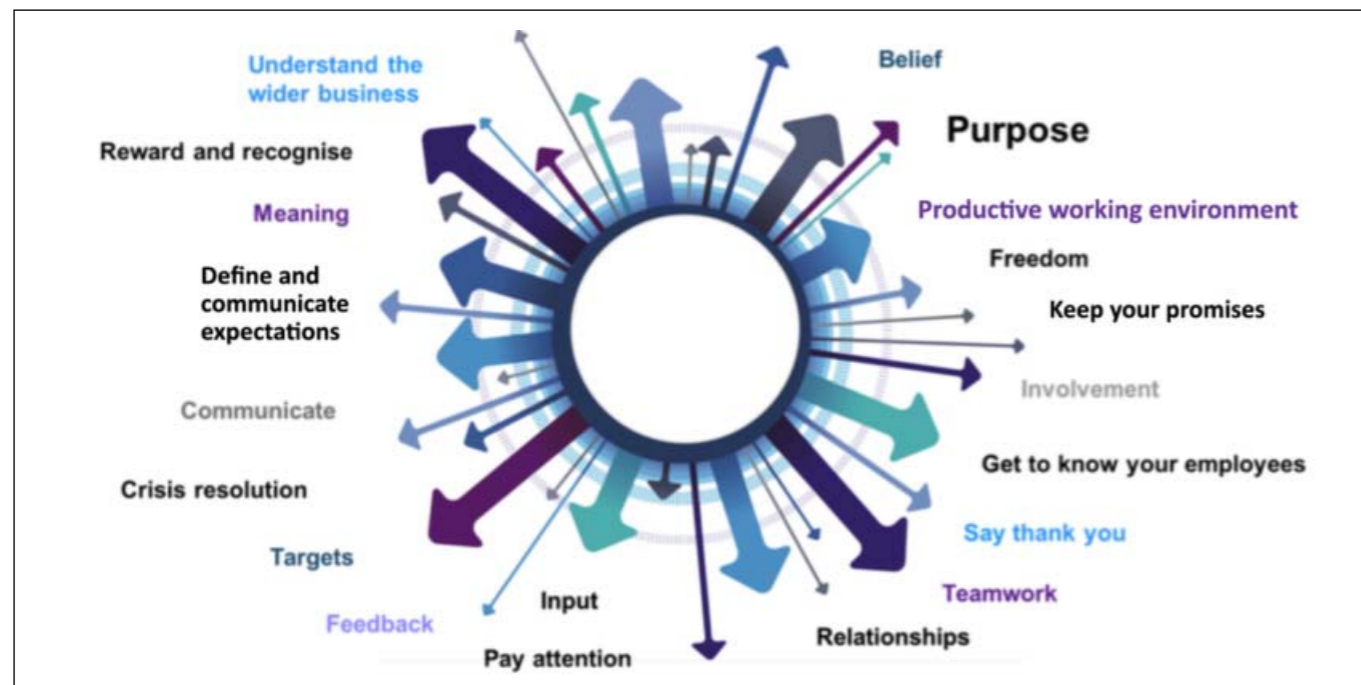 Understand the
wider business
Belief
Purpose
Reward and recognise
Meaning
Productive working environment
Freedom
Define and
communicate
expectations
Keep your promises
Involvement
Communicate
Get to know your employees
Crisis resolution
Say thank you
Targets
Teamwork
Input
Feedback
Relationships
Pay attention